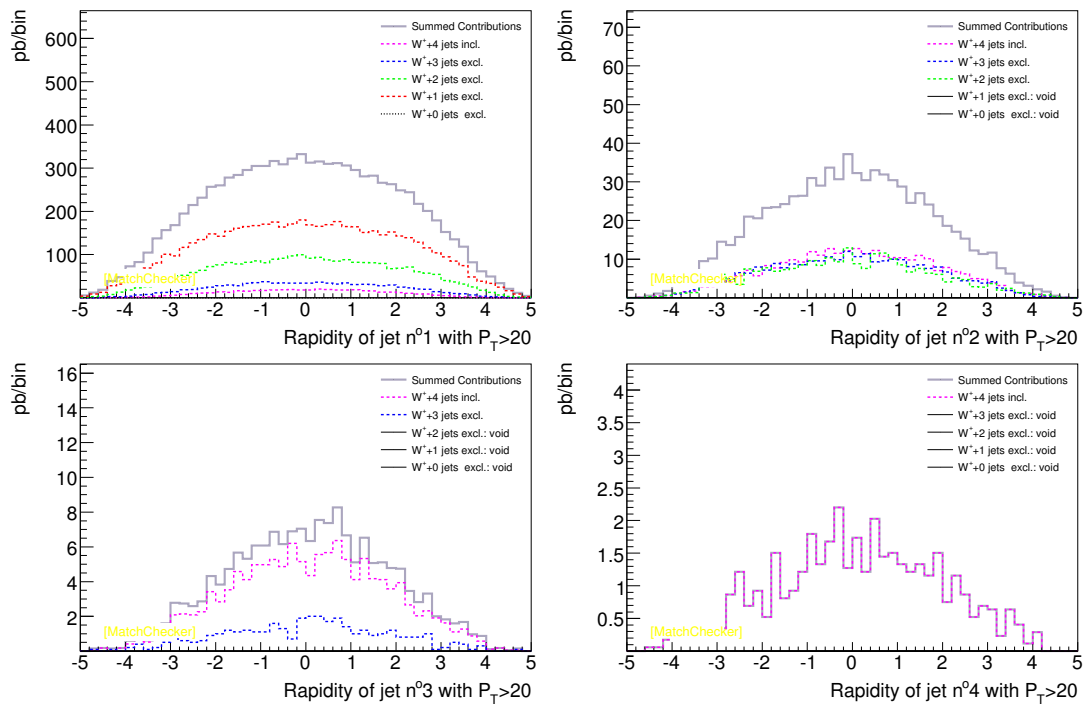 pb/bin
600
500
400
300
200
100
Summed Contributions
W⁺+4 jets incl.
W⁺+3 jets excl.
W⁺+2 jets excl.
W⁺+1 jets excl.
W⁺+0 jets excl.
[MatchChecker]
-5 -4 -3 -2 -1 0 1 2 3 4 5
Rapidity of jet nº1 with P_T>20
pb/bin
70
60
50
40
30
20
10
Summed Contributions
W⁺+4 jets incl.
W⁺+3 jets excl.
W⁺+2 jets excl.
W⁺+1 jets excl.: void
W⁺+0 jets excl.: void
[MatchChecker]
-5 -4 -3 -2 -1 0 1 2 3 4 5
Rapidity of jet nº2 with P_T>20
pb/bin
16
14
12
10
8
6
4
2
Summed Contributions
W⁺+4 jets incl.
W⁺+3 jets excl.
W⁺+2 jets excl.: void
W⁺+1 jets excl.: void
W⁺+0 jets excl.: void
[MatchChecker]
-5 -4 -3 -2 -1 0 1 2 3 4 5
Rapidity of jet nº3 with P_T>20
pb/bin
4
3.5
3
2.5
2
1.5
1
0.5
Summed Contributions
W⁺+4 jets incl.
W⁺+3 jets excl.: void
W⁺+2 jets excl.: void
W⁺+1 jets excl.: void
W⁺+0 jets excl.: void
[MatchChecker]
-5 -4 -3 -2 -1 0 1 2 3 4 5
Rapidity of jet nº4 with P_T>20